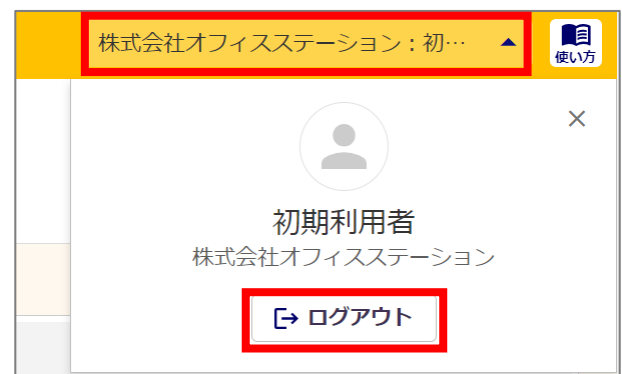 株式会社オフィスステーション：初…
使い方
初期利用者
株式会社オフィスステーション
ログアウト